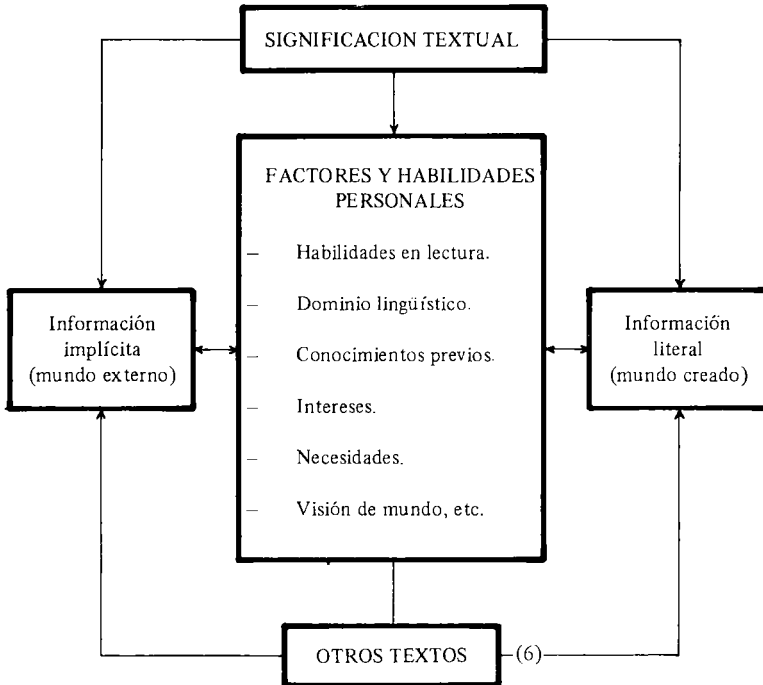 SIGNIFICACION TEXTUAL
FACTORES Y HABILIDADES
PERSONALES
– Habilidades en lectura.
– Dominio lingüístico.
– Conocimientos previos.
– Intereses.
– Necesidades.
– Visión de mundo, etc.
Información
implícita
(mundo externo)
Información
literal
(mundo creado)
OTROS TEXTOS
(6)